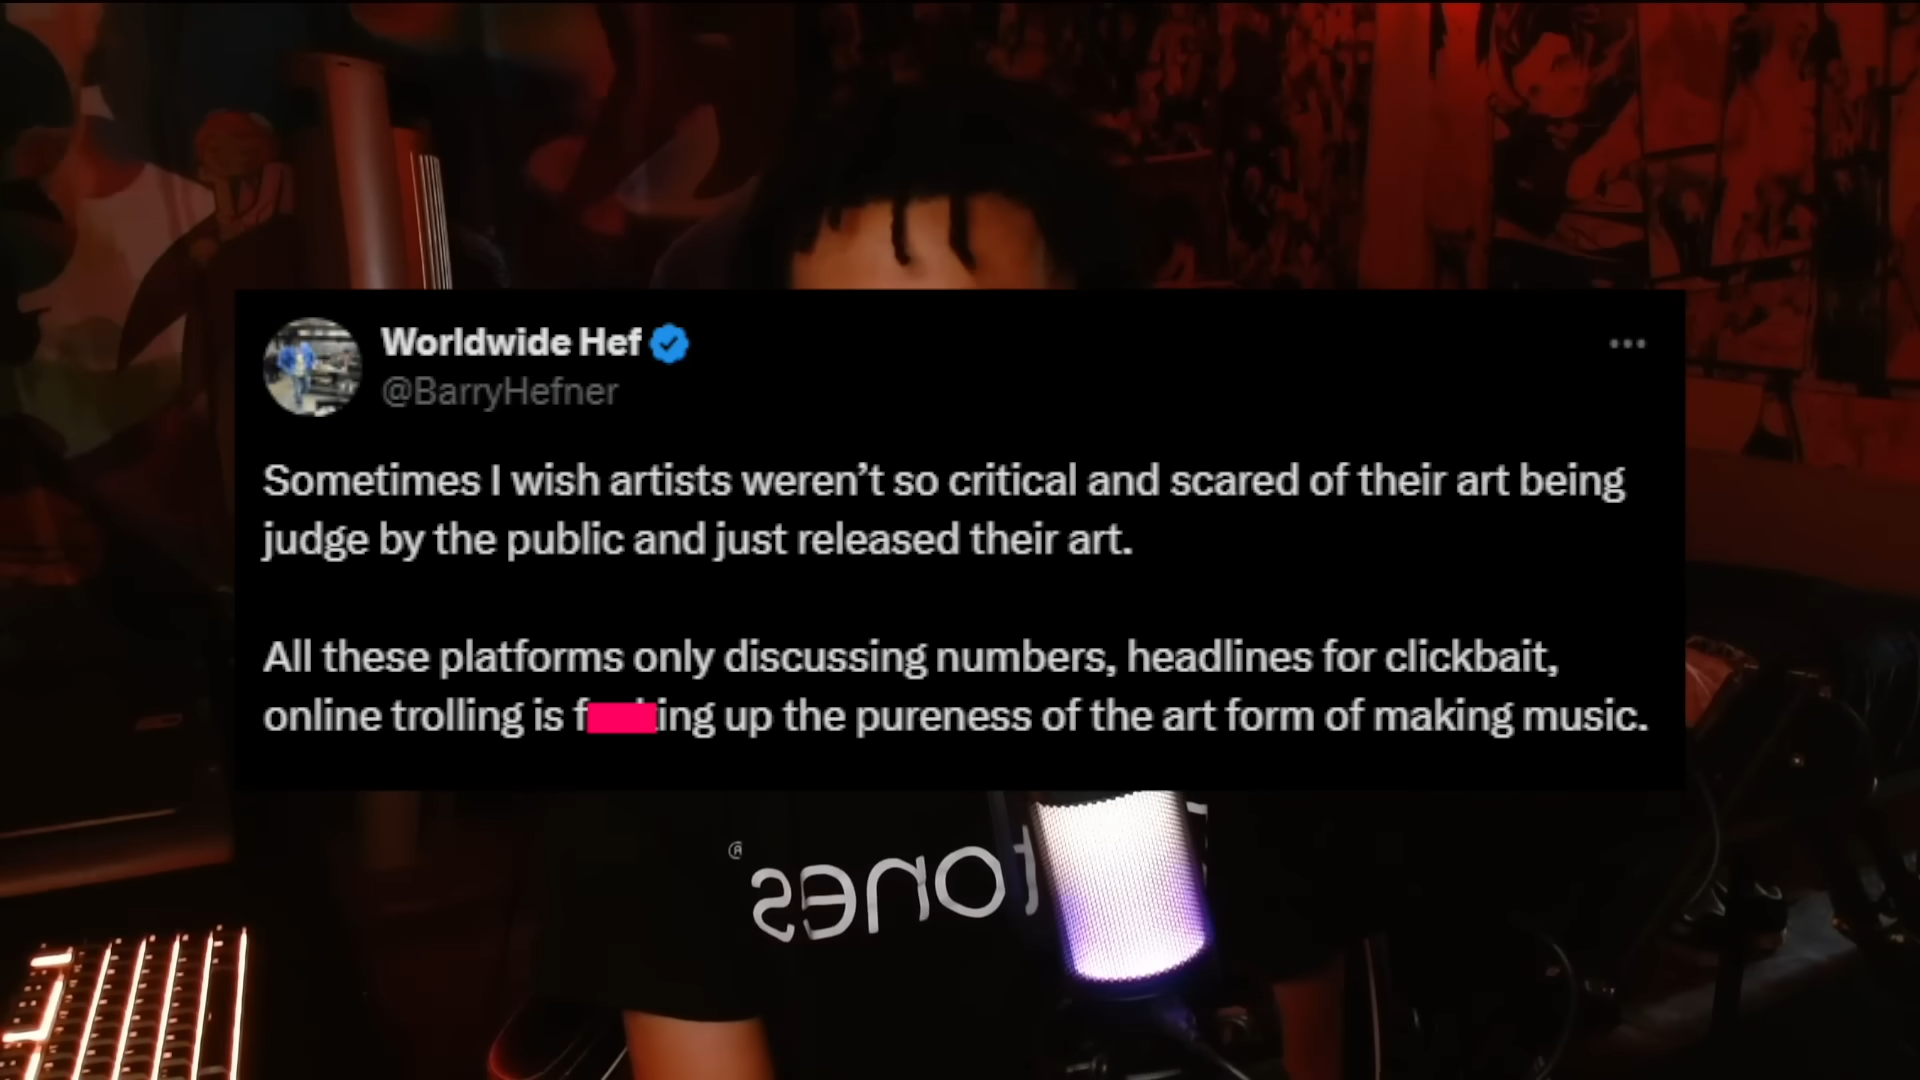 Worldwide Hef
@BarryHefner
Sometimes I wish artists weren’t so critical and scared of their art being
judge by the public and just released their art.
All these platforms only discussing numbers, headlines for clickbait,
online trolling is f king up the pureness of the art form of making music.
tones®